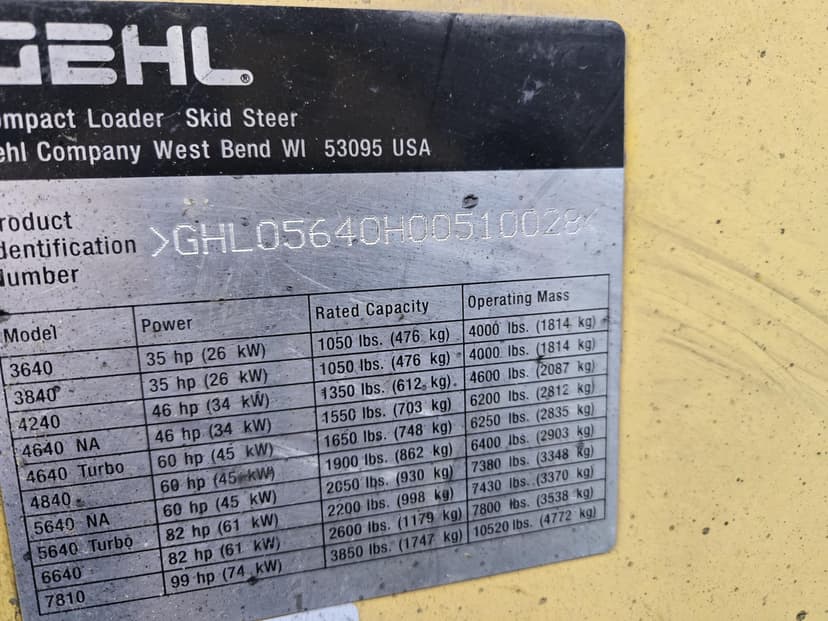 GEHL®
ompact Loader Skid Steer
ehl Company West Bend WI 53095 USA
roduct
dentification
umber
>GHL05640H00510028<
Model Power Rated Capacity Operating Mass
3640 35 hp (26 kW) 1050 lbs. (476 kg) 4000 lbs. (1814 kg)
3840 35 hp (26 kW) 1050 lbs. (476 kg) 4000 lbs. (1814 kg)
4240 46 hp (34 kW) 1350 lbs. (612 kg) 4600 lbs. (2087 kg)
4640 NA 46 hp (34 kW) 1550 lbs. (703 kg) 6200 lbs. (2812 kg)
4640 Turbo 60 hp (45 kW) 1650 lbs. (748 kg) 6250 lbs. (2835 kg)
4840 60 hp (45 kW) 1900 lbs. (862 kg) 6400 lbs. (2903 kg)
5640 NA 60 hp (45 kW) 2050 lbs. (930 kg) 7380 lbs. (3348 kg)
5640 Turbo 82 hp (61 kW) 2200 lbs. (998 kg) 7430 lbs. (3370 kg)
6640 82 hp (61 kW) 2600 lbs. (1179 kg) 7800 lbs. (3538 kg)
7810 99 hp (74 kW) 3850 lbs. (1747 kg) 10520 lbs. (4772 kg)